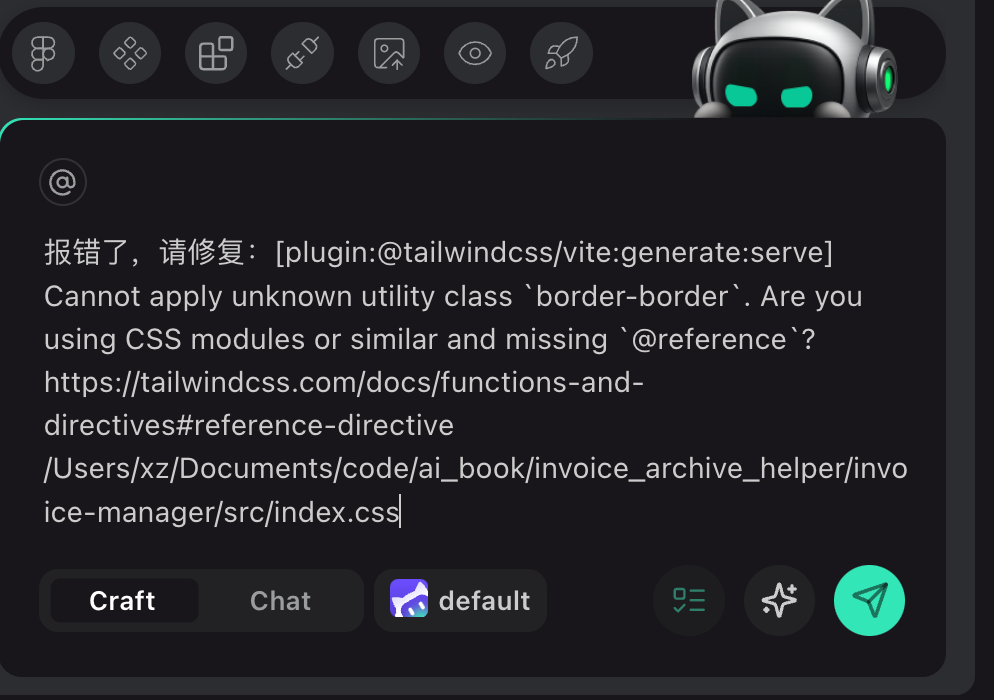 @
报错了，请修复：[plugin:@tailwindcss/vite:generate:serve]
Cannot apply unknown utility class `border-border`. Are you
using CSS modules or similar and missing `@reference`?
https://tailwindcss.com/docs/functions-and-
directives#reference-directive
/Users/xz/Documents/code/ai_book/invoice_archive_helper/invo
ice-manager/src/index.css
Craft Chat default